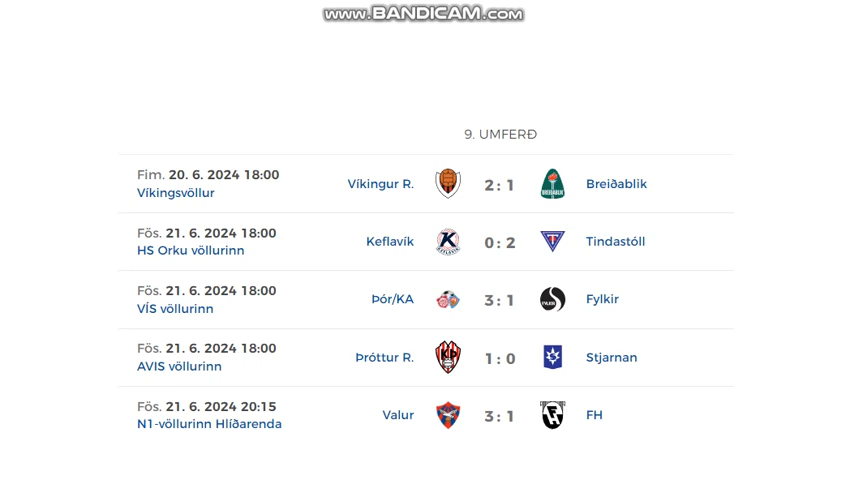 www.BANDICAM.com
9. UMFERÐ
Fim. 20. 6. 2024 18:00
Víkingsvöllur
Víkingur R. 2 : 1 Breiðablik
Fös. 21. 6. 2024 18:00
HS Orku völlurinn
Keflavík 0 : 2 Tindastóll
Fös. 21. 6. 2024 18:00
VÍS völlurinn
Þór/KA 3 : 1 Fylkir
Fös. 21. 6. 2024 18:00
AVIS völlurinn
Þróttur R. 1 : 0 Stjarnan
Fös. 21. 6. 2024 20:15
N1-völlurinn Hlíðarenda
Valur 3 : 1 FH